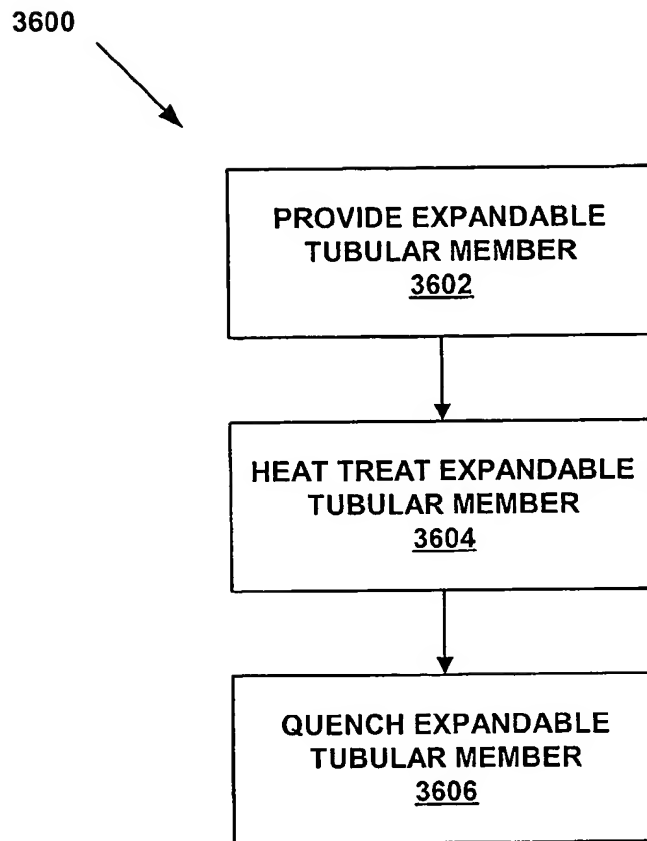 3600
PROVIDE EXPANDABLE
TUBULAR MEMBER
3602
HEAT TREAT EXPANDABLE
TUBULAR MEMBER
3604
QUENCH EXPANDABLE
TUBULAR MEMBER
3606